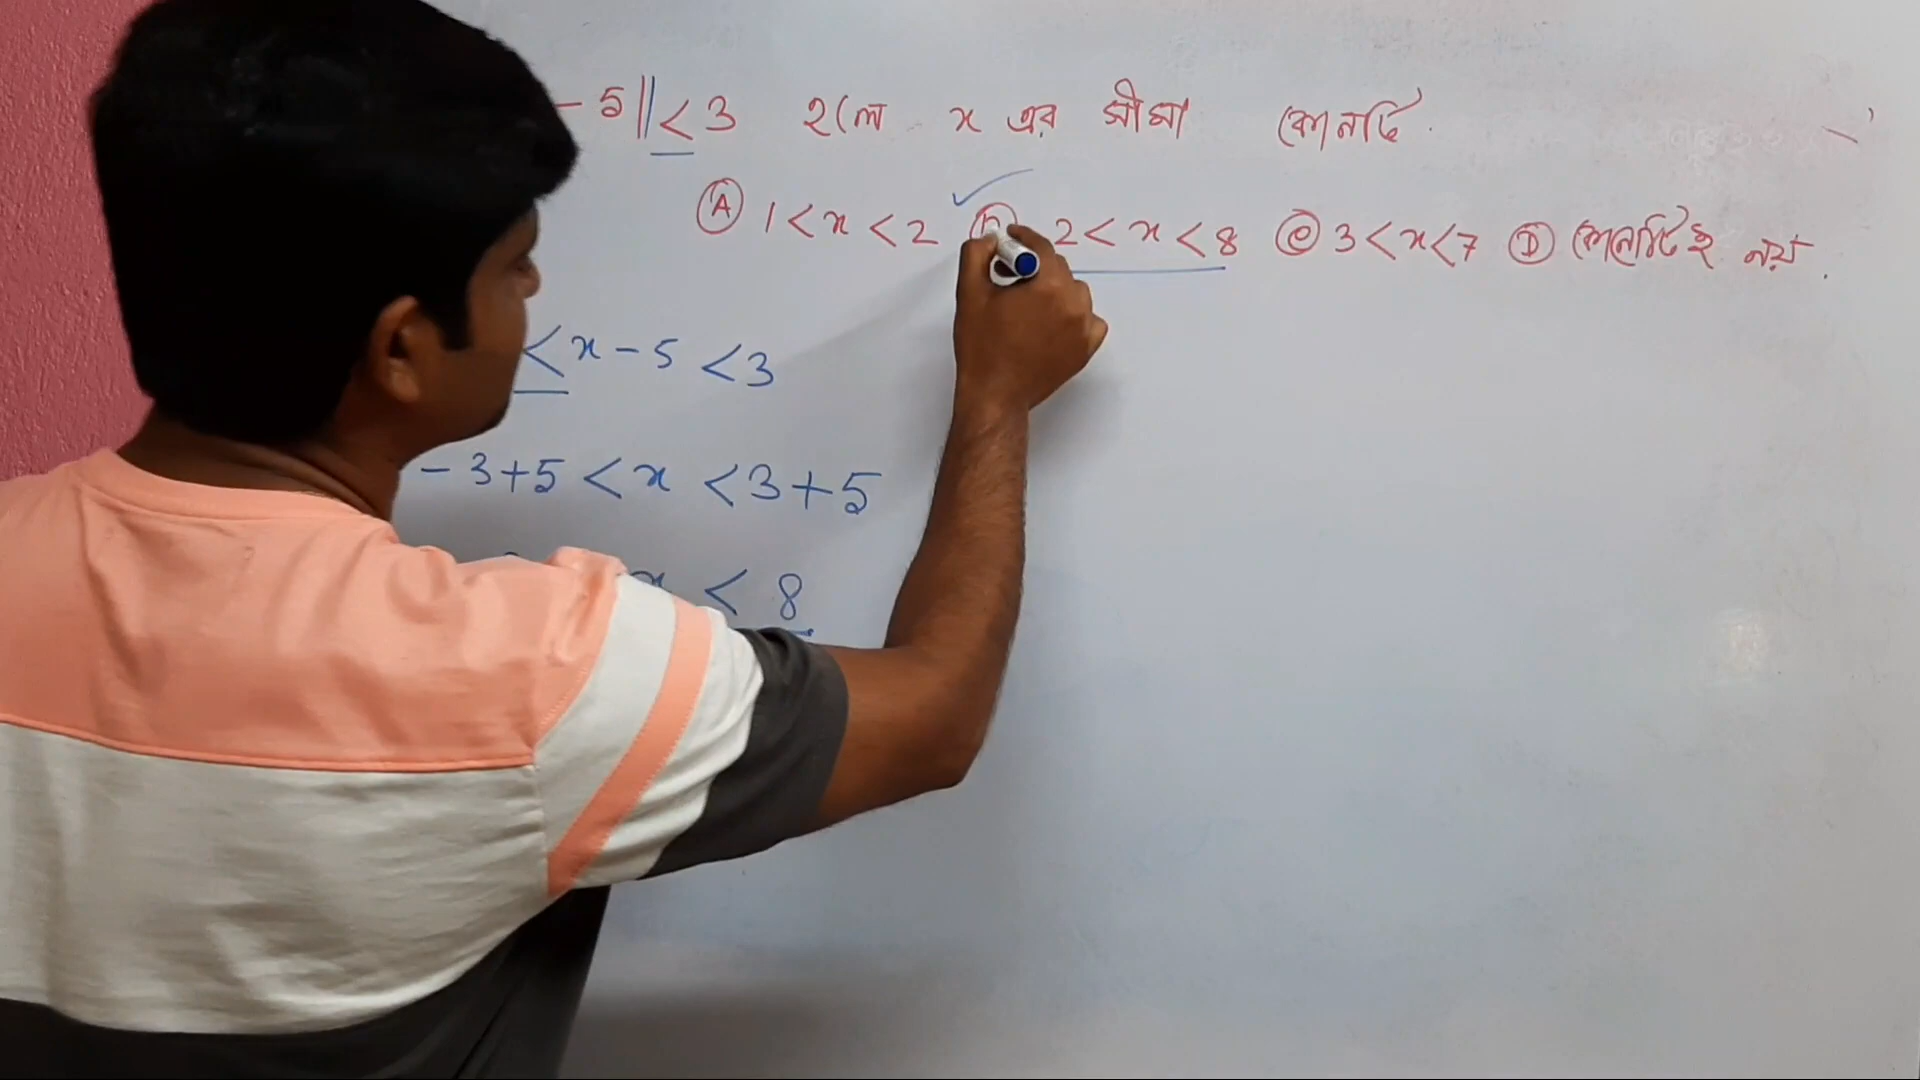 - 5| < 3 হলে x এর সীমা কোনটি.
Ⓐ 1 < x < 2 2 < x < 8 Ⓒ 3 < x < 7 Ⓓ কোনটিই নয়.
< x - 5 < 3
- 3 + 5 < x < 3 + 5
x < 8